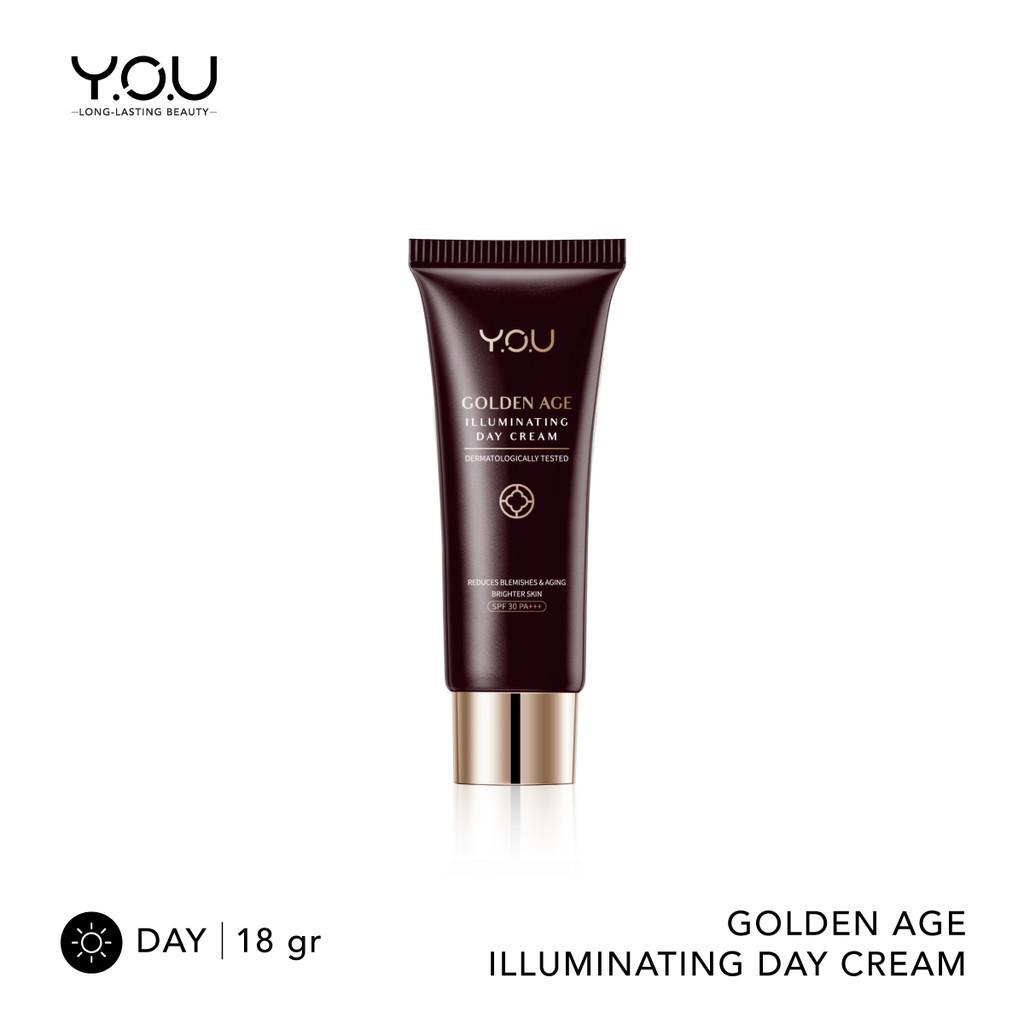 Y.O.U
LONG-LASTING BEAUTY
Y.O.U
GOLDEN AGE
ILLUMINATING
DAY CREAM
DERMATOLOGICALLY TESTED
REDUCES BLEMISHES & AGING
BRIGHTER SKIN
SPF 30 PA+++
DAY | 18 gr
GOLDEN AGE
ILLUMINATING DAY CREAM